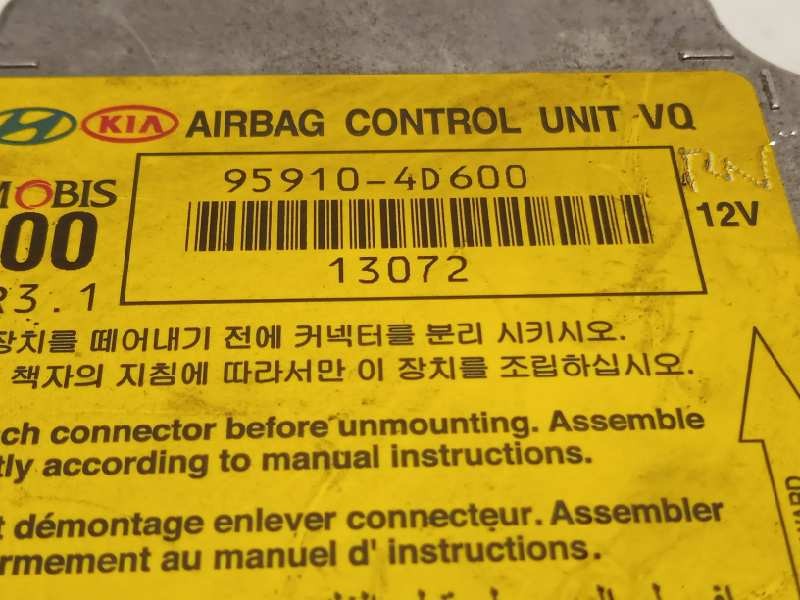 KIA AIRBAG CONTROL UNIT VQ
MOBIS
95910-4D600
12V
00
13072
R3.1
장치를 떼어내기 전에 커넥터를 분리 시키시오.
책자의 지침에 따라서만 이 장치를 조립하십시오.
ch connector before unmounting. Assemble
tly according to manual instructions.
t démontage enlever connecteur. Assembler
ormement au manuel d' instructions.